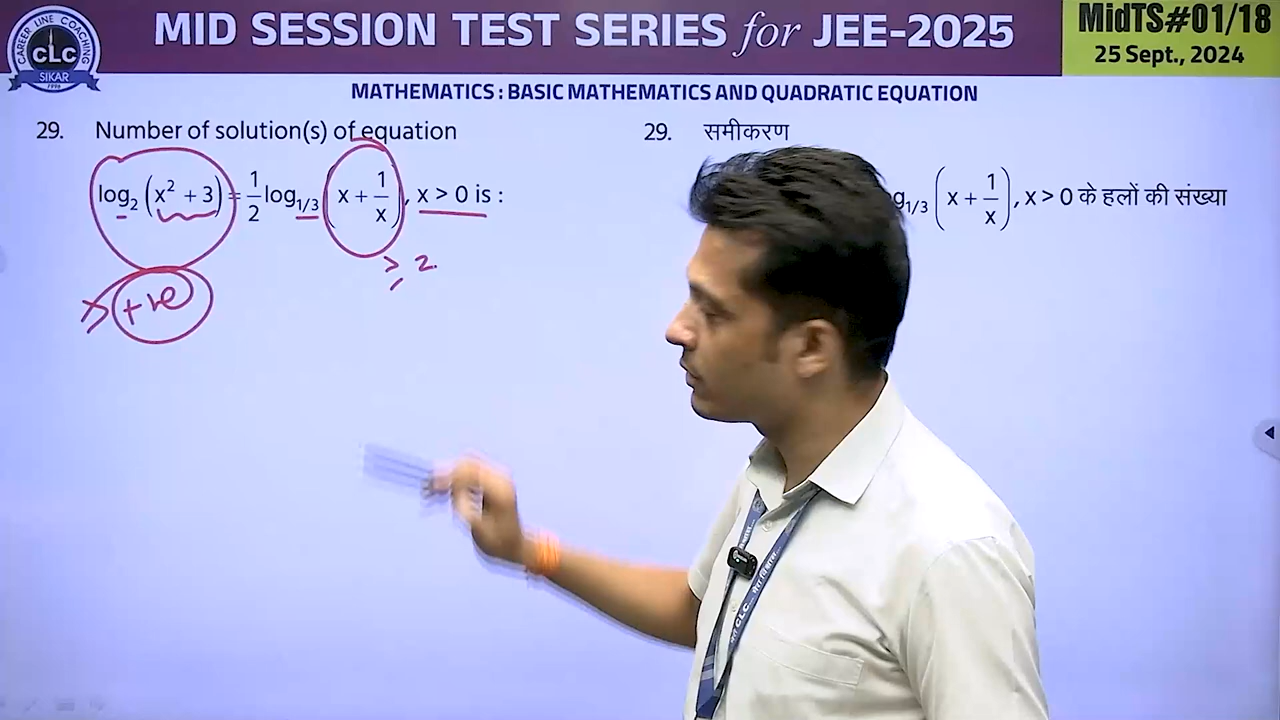 CAREER LINE COACHING
CLC
SIKAR
1996
MID SESSION TEST SERIES for JEE-2025
MidTS#01/18
25 Sept., 2024
MATHEMATICS : BASIC MATHEMATICS AND QUADRATIC EQUATION
29. Number of solution(s) of equation
log₂ (x² + 3) = 1/2 log₁/₃ (x + 1/x), x > 0 is :
≥ 2
+ve
29. समीकरण
g₁/₃ (x + 1/x), x > 0 के हलों की संख्या
CLC